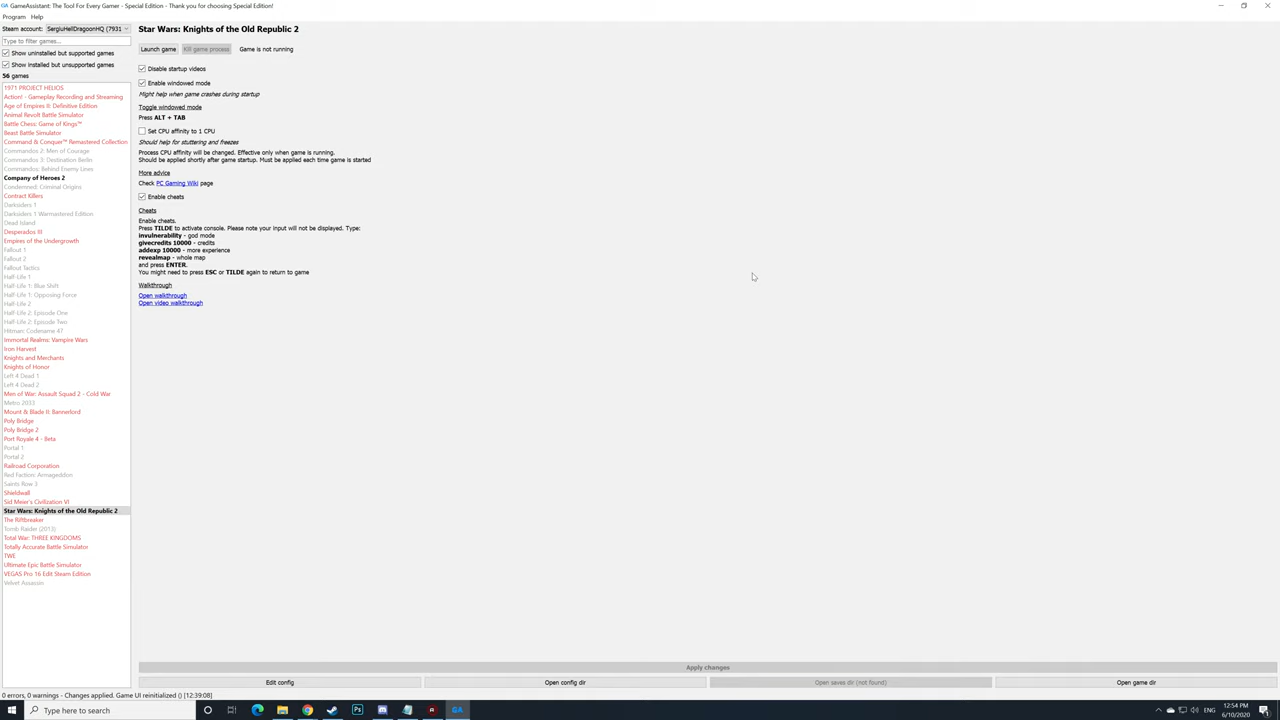 GameAssistant: The Tool For Every Gamer - Special Edition - Thank you for choosing Special Edition!
Program Help
Steam account: SergiuHellDragoonHQ (7931
Type to filter games...
Show uninstalled but supported games
Show installed but unsupported games
56 games
1971 PROJECT HELIOS
Action! - Gameplay Recording and Streaming
Age of Empires II: Definitive Edition
Animal Revolt Battle Simulator
Battle Chess: Game of Kings™
Beast Battle Simulator
Command & Conquer™ Remastered Collection
Commandos 2: Men of Courage
Commandos 3: Destination Berlin
Commandos: Behind Enemy Lines
Company of Heroes 2
Condemned: Criminal Origins
Contract Killers
Darksiders 1
Darksiders 1 Warmastered Edition
Dead Island
Desperados III
Empires of the Undergrowth
Fallout 1
Fallout 2
Fallout Tactics
Half-Life 1
Half-Life 1: Blue Shift
Half-Life 1: Opposing Force
Half-Life 2
Half-Life 2: Episode One
Half-Life 2: Episode Two
Hitman: Codename 47
Immortal Realms: Vampire Wars
Iron Harvest
Knights and Merchants
Knights of Honor
Left 4 Dead 1
Left 4 Dead 2
Men of War: Assault Squad 2 - Cold War
Metro 2033
Mount & Blade II: Bannerlord
Poly Bridge
Poly Bridge 2
Port Royale 4 - Beta
Portal 1
Portal 2
Railroad Corporation
Red Faction: Armageddon
Saints Row 3
Shieldwall
Sid Meier's Civilization VI
Star Wars: Knights of the Old Republic 2
The Riftbreaker
Tomb Raider (2013)
Total War: THREE KINGDOMS
Totally Accurate Battle Simulator
TWE
Ultimate Epic Battle Simulator
VEGAS Pro 16 Edit Steam Edition
Velvet Assassin
Star Wars: Knights of the Old Republic 2
Launch game Kill game process Game is not running
Disable startup videos
Enable windowed mode
Might help when game crashes during startup
Toggle windowed mode
Press ALT + TAB
Set CPU affinity to 1 CPU
Should help for stuttering and freezes
Process CPU affinity will be changed. Effective only when game is running.
Should be applied shortly after game startup. Must be applied each time game is started
More advice
Check PC Gaming Wiki page
Enable cheats
Cheats
Enable cheats.
Press TILDE to activate console. Please note your input will not be displayed. Type:
invulnerability - god mode
givecredits 10000 - credits
addexp 10000 - more experience
revealmap - whole map
and press ENTER.
You might need to press ESC or TILDE again to return to game
Walkthrough
Open walkthrough
Open video walkthrough
Apply changes
Edit config Open config dir Open saves dir (not found) Open game dir
0 errors, 0 warnings - Changes applied. Game UI reinitialized () [12:39:08]
Type here to search
ENG
12:54 PM
6/10/2020